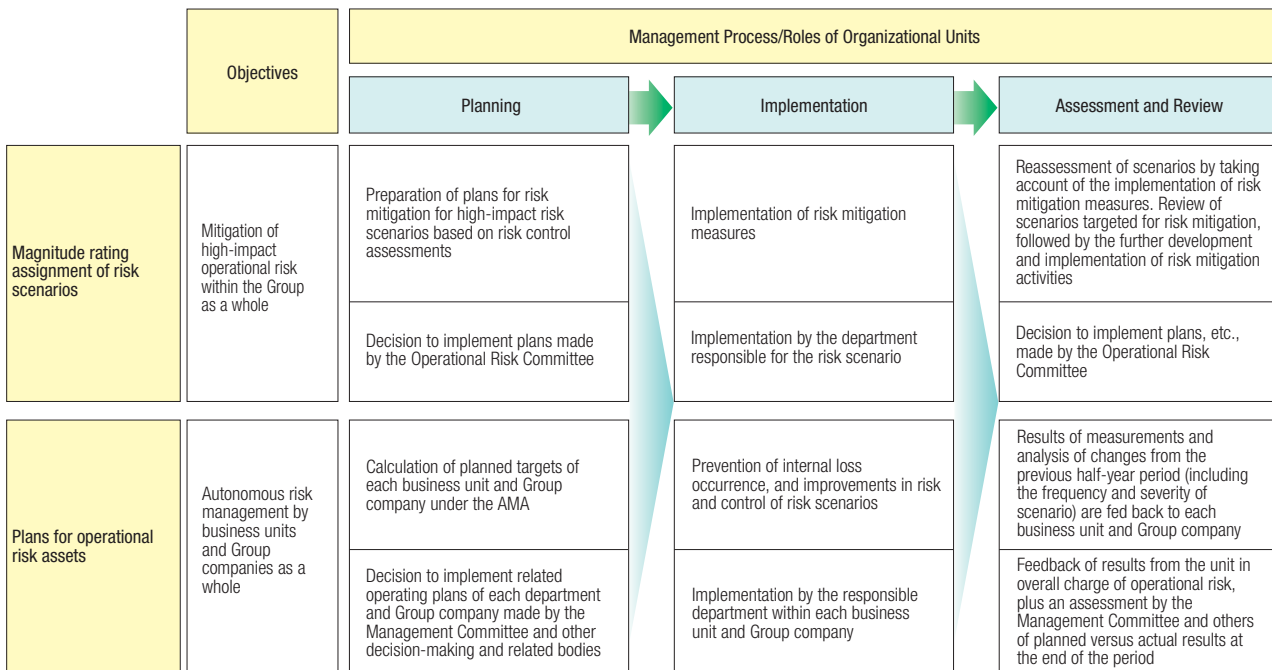 Objectives
Management Process/Roles of Organizational Units
Planning
Implementation
Assessment and Review
Magnitude rating
assignment of risk
scenarios
Mitigation of
high-impact
operational risk
within the Group
as a whole
Preparation of plans for risk
mitigation for high-impact risk
scenarios based on risk control
assessments
Implementation of risk mitigation
measures
Reassessment of scenarios by taking
account of the implementation of risk
mitigation measures. Review of
scenarios targeted for risk mitigation,
followed by the further development
and implementation of risk mitigation
activities
Decision to implement plans made
by the Operational Risk Committee
Implementation by the department
responsible for the risk scenario
Decision to implement plans, etc.,
made by the Operational Risk
Committee
Plans for operational
risk assets
Autonomous risk
management by
business units
and Group
companies as a
whole
Calculation of planned targets of
each business unit and Group
company under the AMA
Prevention of internal loss
occurrence, and improvements in risk
and control of risk scenarios
Results of measurements and
analysis of changes from the
previous half-year period (including
the frequency and severity of
scenario) are fed back to each
business unit and Group company
Decision to implement related
operating plans of each department
and Group company made by the
Management Committee and other
decision-making and related bodies
Implementation by the responsible
department within each business
unit and Group company
Feedback of results from the unit in
overall charge of operational risk,
plus an assessment by the
Management Committee and others
of planned versus actual results at
the end of the period